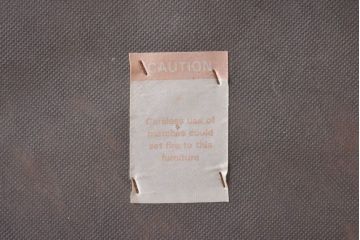 CAUTION
Careless use of
matches could
set fire to this
furniture